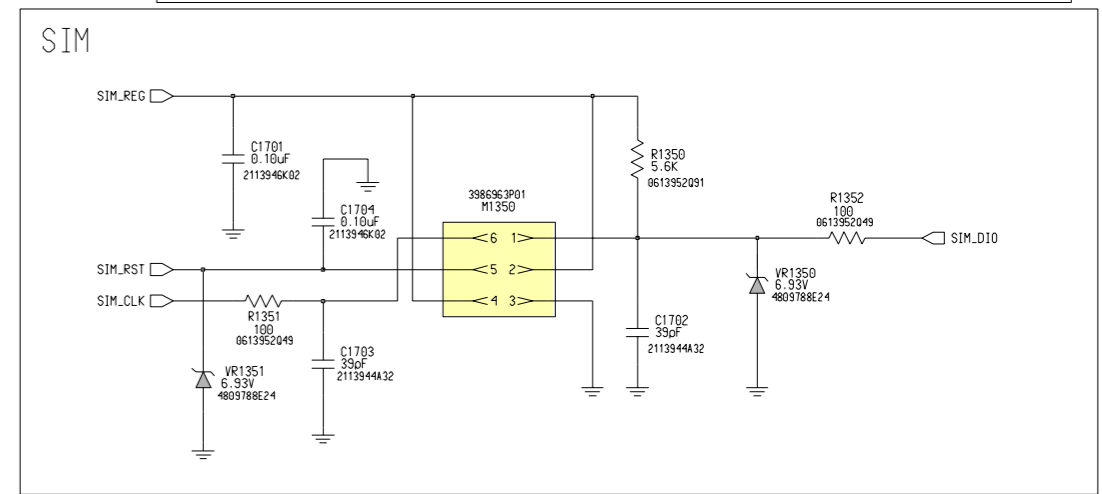 SIM
SIM_REG
C1701
0.10uF
2113946K02
C1704
0.10uF
2113946K02
3986963P01
M1350
R1350
5.6K
0613952Q91
R1352
100
0613952Q49
SIM_DIO
6 1
SIM_RST
5 2
SIM_CLK
4 3
R1351
100
0613952Q49
VR1350
6.93V
4809788E24
C1702
39pF
2113944A32
C1703
39pF
2113944A32
VR1351
6.93V
4809788E24